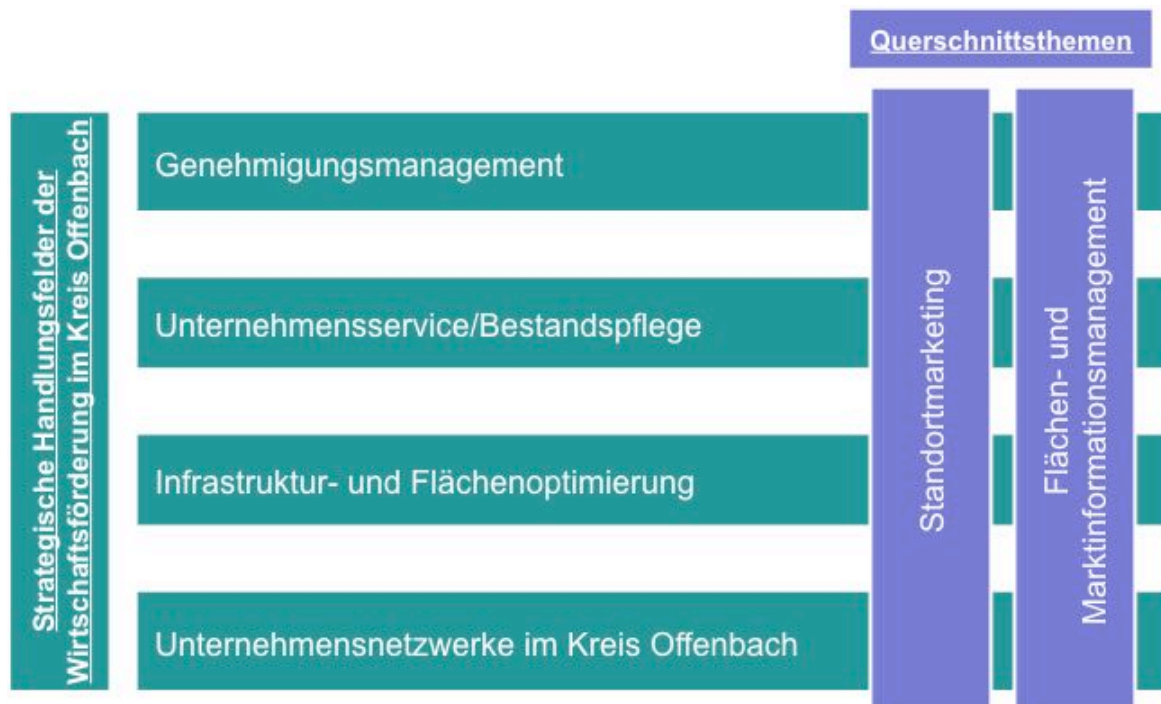 Querschnittsthemen
Strategische Handlungsfelder der
Wirtschaftsförderung im Kreis Offenbach
Genehmigungsmanagement
Unternehmensservice/Bestandspflege
Infrastruktur- und Flächenoptimierung
Unternehmensnetzwerke im Kreis Offenbach
Standortmarketing
Flächen- und
Marktinformationsmanagement